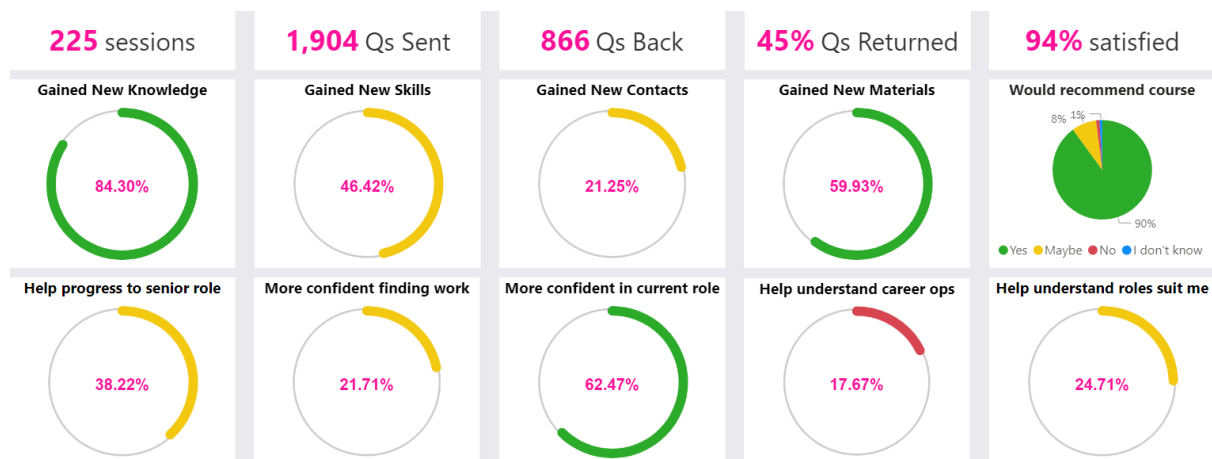 225 sessions
1,904 Qs Sent
866 Qs Back
45% Qs Returned
94% satisfied
Gained New Knowledge
84.30%
Gained New Skills
46.42%
Gained New Contacts
21.25%
Gained New Materials
59.93%
Would recommend course
8%
1%
90%
Yes Maybe No I don't know
Help progress to senior role
38.22%
More confident finding work
21.71%
More confident in current role
62.47%
Help understand career ops
17.67%
Help understand roles suit me
24.71%